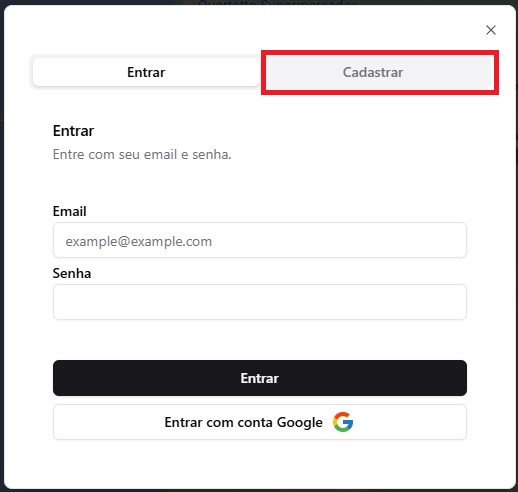 Entrar
Cadastrar
Entrar
Entre com seu email e senha.
Email
example@example.com
Senha
Entrar
Entrar com conta Google